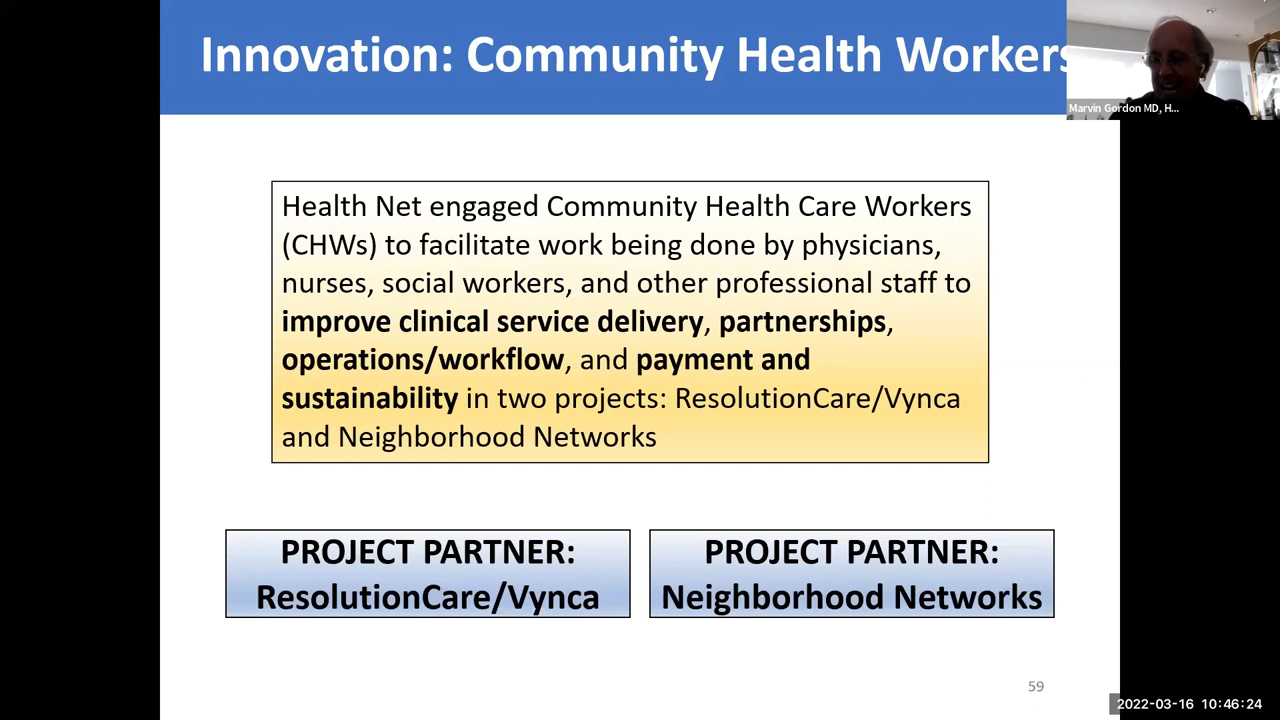 Innovation: Community Health Workers
Marvin Gordon MD, H...
Health Net engaged Community Health Care Workers
(CHWs) to facilitate work being done by physicians,
nurses, social workers, and other professional staff to
improve clinical service delivery, partnerships,
operations/workflow, and payment and
sustainability in two projects: ResolutionCare/Vynca
and Neighborhood Networks
PROJECT PARTNER:
ResolutionCare/Vynca
PROJECT PARTNER:
Neighborhood Networks
59
2022-03-16 10:46:24